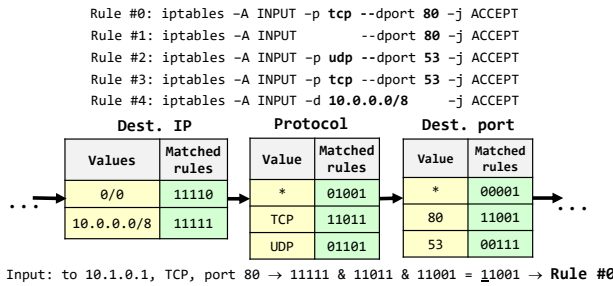 Rule #0: iptables –A INPUT –p tcp --dport 80 –j ACCEPT
Rule #1: iptables –A INPUT --dport 80 –j ACCEPT
Rule #2: iptables –A INPUT –p udp --dport 53 –j ACCEPT
Rule #3: iptables –A INPUT –p tcp --dport 53 –j ACCEPT
Rule #4: iptables –A INPUT –d 10.0.0.0/8 –j ACCEPT
Dest. IP Protocol Dest. port
Values Matched rules Value Matched rules Value Matched rules
0/0 11110 * 01001 * 00001
... 10.0.0.0/8 11111 TCP 11011 80 11001 ...
UDP 01101 53 00111
Input: to 10.1.0.1, TCP, port 80 → 11111 & 11011 & 11001 = 11001 → Rule #0